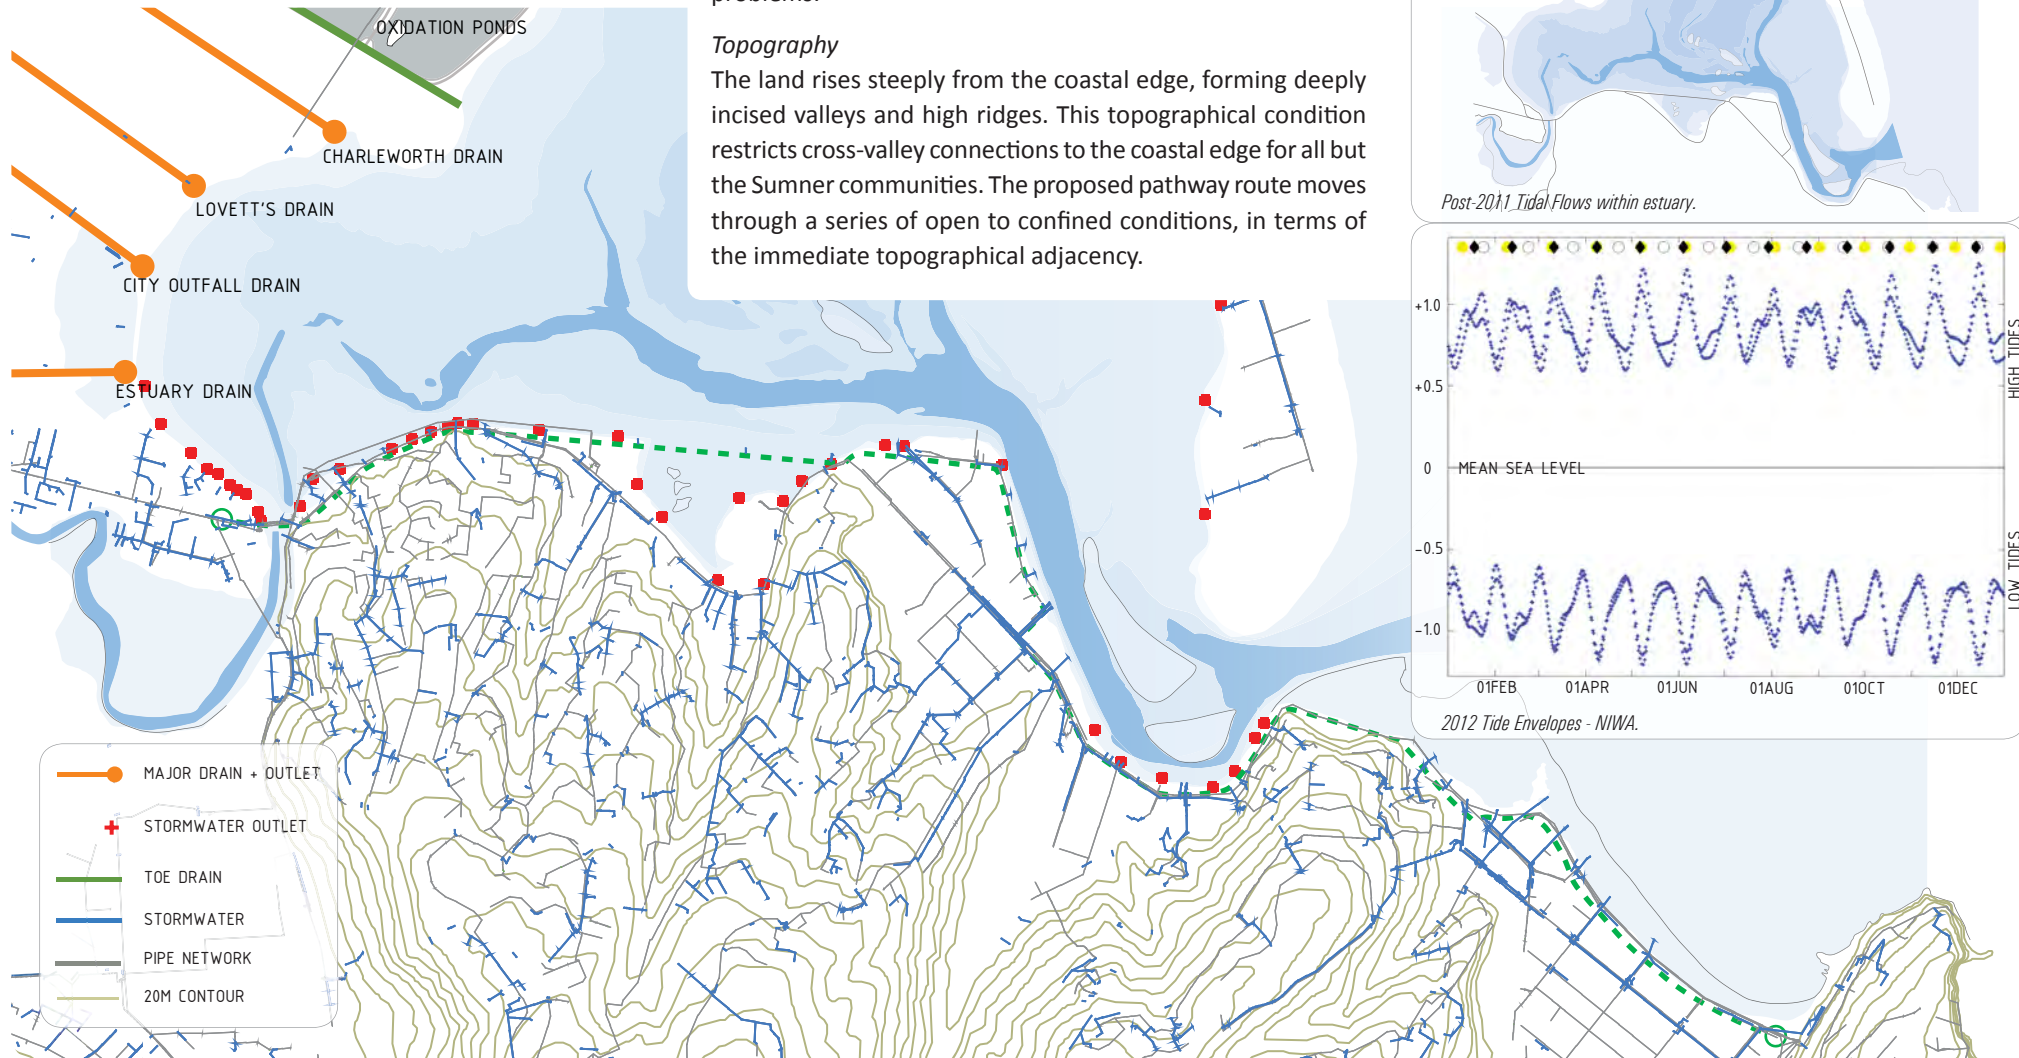 problems.
Topography
The land rises steeply from the coastal edge, forming deeply
incised valleys and high ridges. This topographical condition
restricts cross-valley connections to the coastal edge for all but
the Sumner communities. The proposed pathway route moves
through a series of open to confined conditions, in terms of
the immediate topographical adjacency.
OXIDATION PONDS
CHARLEWORTH DRAIN
LOVETT'S DRAIN
CITY OUTFALL DRAIN
ESTUARY DRAIN
Post-2011 Tidal Flows within estuary.
+1.0
+0.5
0
MEAN SEA LEVEL
-0.5
-1.0
HIGH TIDES
LOW TIDES
01FEB 01APR 01JUN 01AUG 01OCT 01DEC
2012 Tide Envelopes - NIWA.
MAJOR DRAIN + OUTLET
STORMWATER OUTLET
TOE DRAIN
STORMWATER
PIPE NETWORK
20M CONTOUR